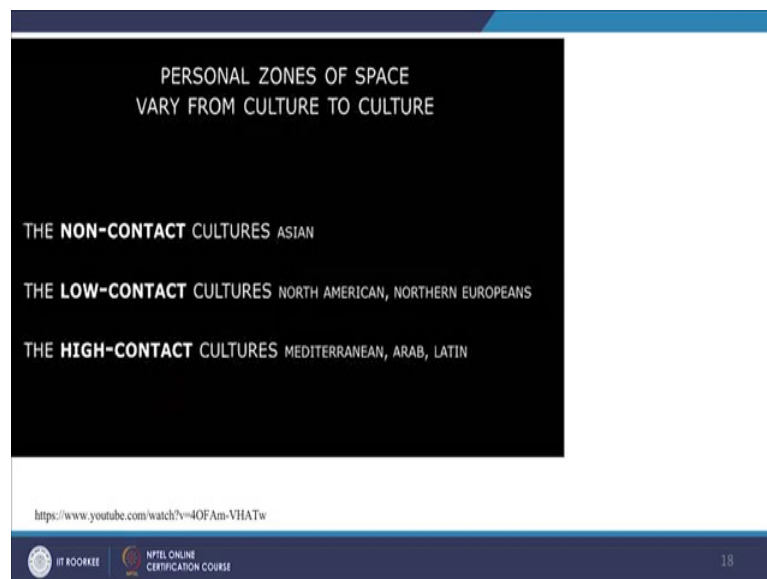 PERSONAL ZONES OF SPACE
VARY FROM CULTURE TO CULTURE
THE NON-CONTACT CULTURES ASIAN
THE LOW-CONTACT CULTURES NORTH AMERICAN, NORTHERN EUROPEANS
THE HIGH-CONTACT CULTURES MEDITERRANEAN, ARAB, LATIN
https://www.youtube.com/watch?v=4OFAm-VHATw
IIT ROORKEE
NPTEL ONLINE
CERTIFICATION COURSE
18